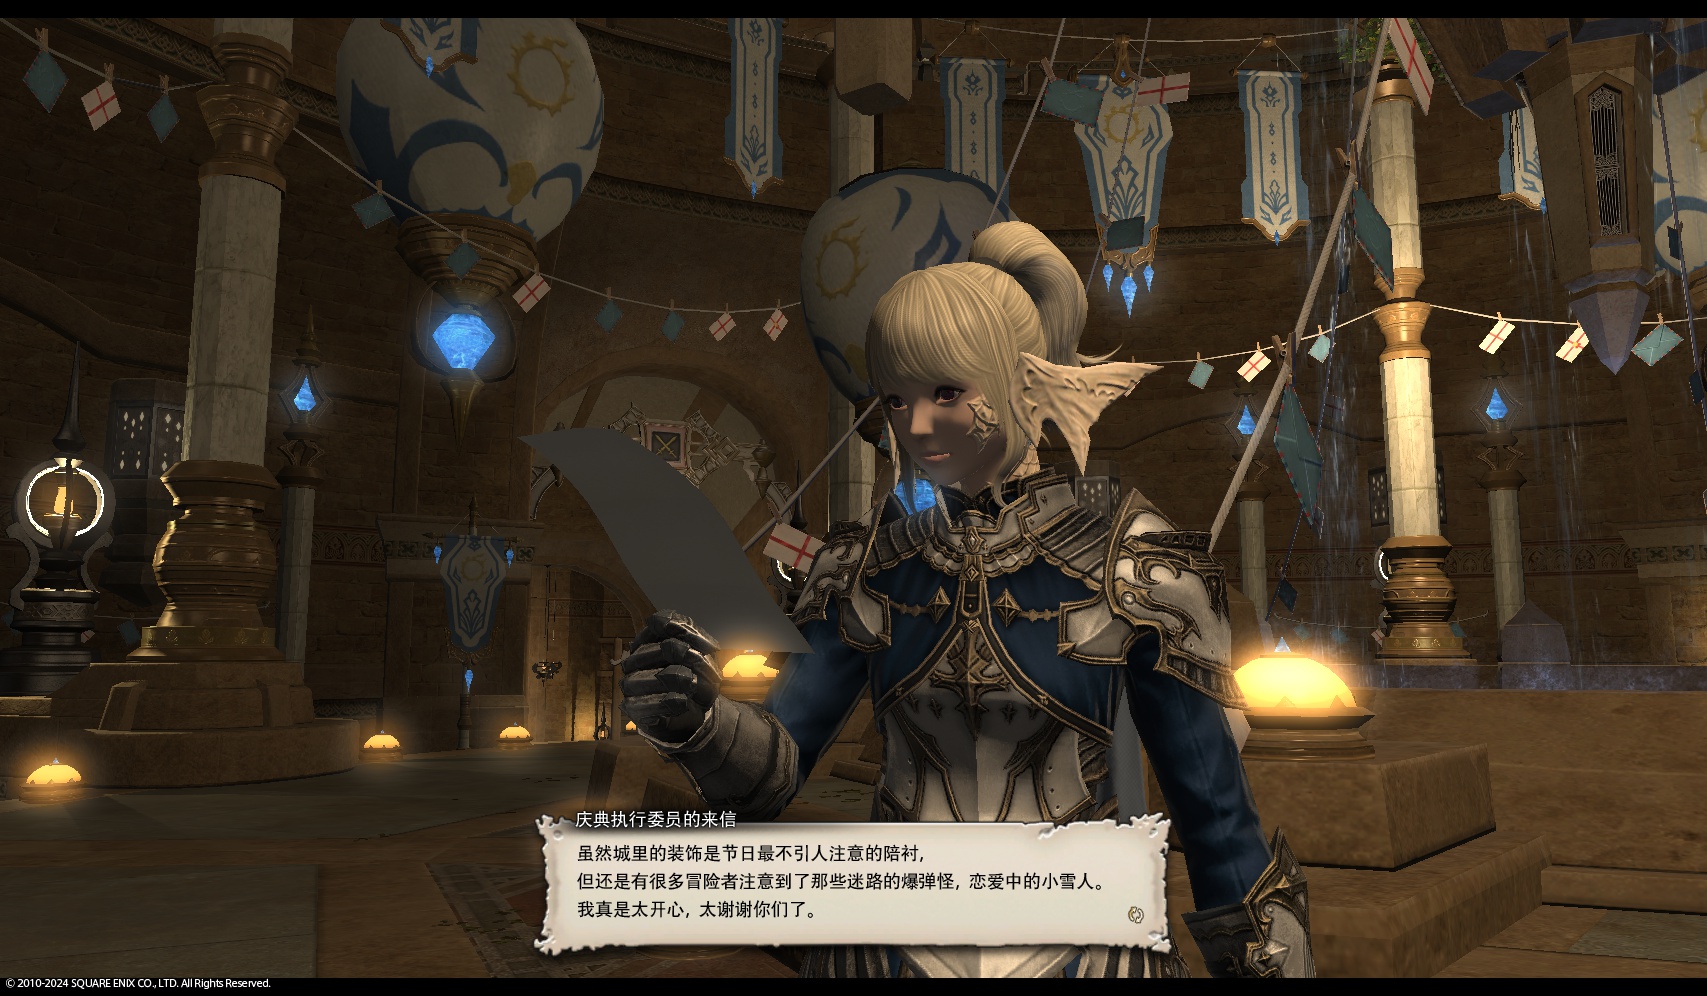 庆典执行委员的来信
虽然城里的装饰是节日最不引人注意的陪衬,
但还是有很多冒险者注意到了那些迷路的爆弹怪, 恋爱中的小雪人。
我真是太开心, 太谢谢你们了。
© 2010-2024 SQUARE ENIX CO., LTD. All Rights Reserved.